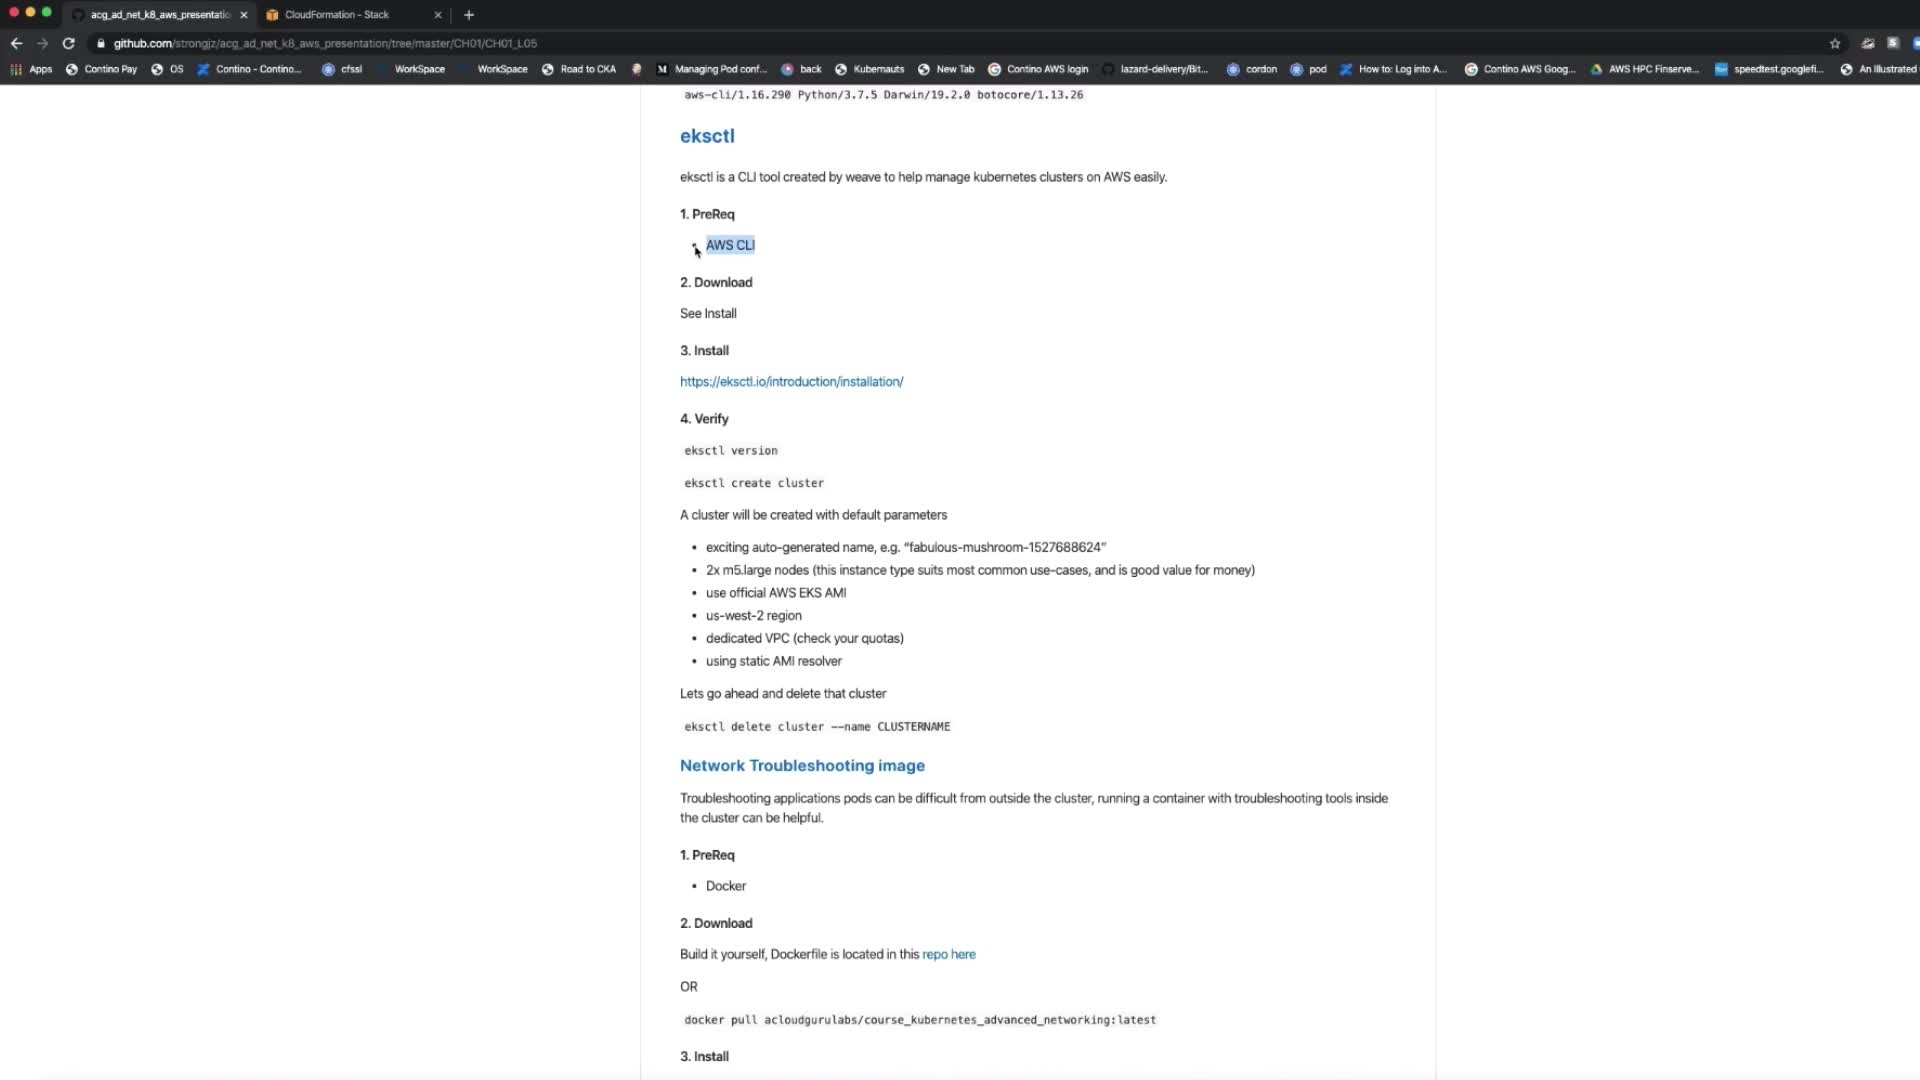 acg_ad_net_k8_aws_presentatio
CloudFormation - Stack
github.com/strongjz/acg_ad_net_k8_aws_presentation/tree/master/CH01/CH01_L05
Apps
Contino Pay
OS
Contino - Contino...
cfssl
WorkSpace
WorkSpace
Road to CKA
Managing Pod conf...
back
Kubernauts
New Tab
Contino AWS login
lazard-delivery/Bit...
cordon
pod
How to: Log into A...
Contino AWS Goog...
AWS HPC Finserve...
speedtest.googlefi...
An Illustrated
aws-cli/1.16.290 Python/3.7.5 Darwin/19.2.0 botocore/1.13.26
eksctl
eksctl is a CLI tool created by weave to help manage kubernetes clusters on AWS easily.
1. PreReq
• AWS CLI
2. Download
See Install
3. Install
https://eksctl.io/introduction/installation/
4. Verify
eksctl version
eksctl create cluster
A cluster will be created with default parameters
• exciting auto-generated name, e.g. “fabulous-mushroom-1527688624”
• 2x m5.large nodes (this instance type suits most common use-cases, and is good value for money)
• use official AWS EKS AMI
• us-west-2 region
• dedicated VPC (check your quotas)
• using static AMI resolver
Lets go ahead and delete that cluster
eksctl delete cluster --name CLUSTERNAME
Network Troubleshooting image
Troubleshooting applications pods can be difficult from outside the cluster, running a container with troubleshooting tools inside
the cluster can be helpful.
1. PreReq
• Docker
2. Download
Build it yourself, Dockerfile is located in this repo here
OR
docker pull acloudgurulabs/course_kubernetes_advanced_networking:latest
3. Install